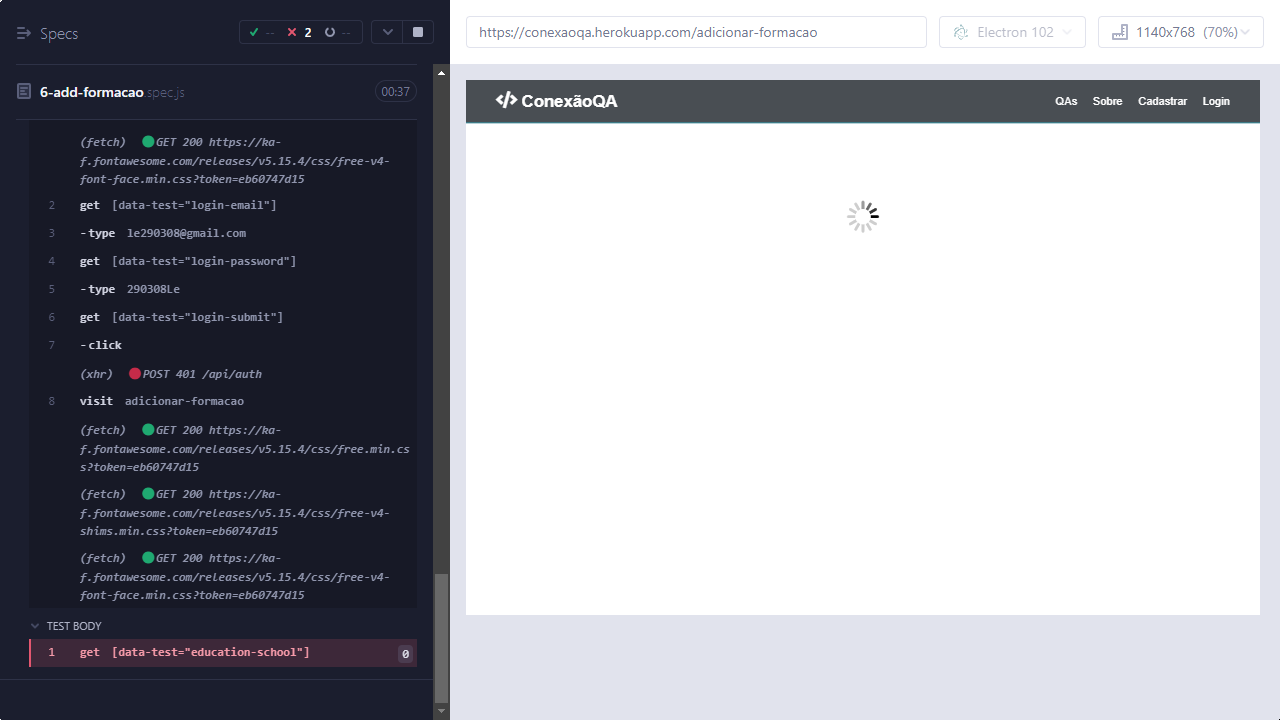 Specs
-- 2 --
6-add-formacao.spec.js 00:37
(fetch) GET 200 https://ka-
f.fontawesome.com/releases/v5.15.4/css/free-v4-
font-face.min.css?token=eb60747d15
2 get [data-test="login-email"]
3 -type le290308@gmail.com
4 get [data-test="login-password"]
5 -type 290308Le
6 get [data-test="login-submit"]
7 -click
(xhr) POST 401 /api/auth
8 visit adicionar-formacao
(fetch) GET 200 https://ka-
f.fontawesome.com/releases/v5.15.4/css/free.min.cs
s?token=eb60747d15
(fetch) GET 200 https://ka-
f.fontawesome.com/releases/v5.15.4/css/free-v4-
shims.min.css?token=eb60747d15
(fetch) GET 200 https://ka-
f.fontawesome.com/releases/v5.15.4/css/free-v4-
font-face.min.css?token=eb60747d15
TEST BODY
1 get [data-test="education-school"] 0
https://conexaoqa.herokuapp.com/adicionar-formacao
Electron 102
1140x768 (70%)
</> ConexãoQA
QAs Sobre Cadastrar Login